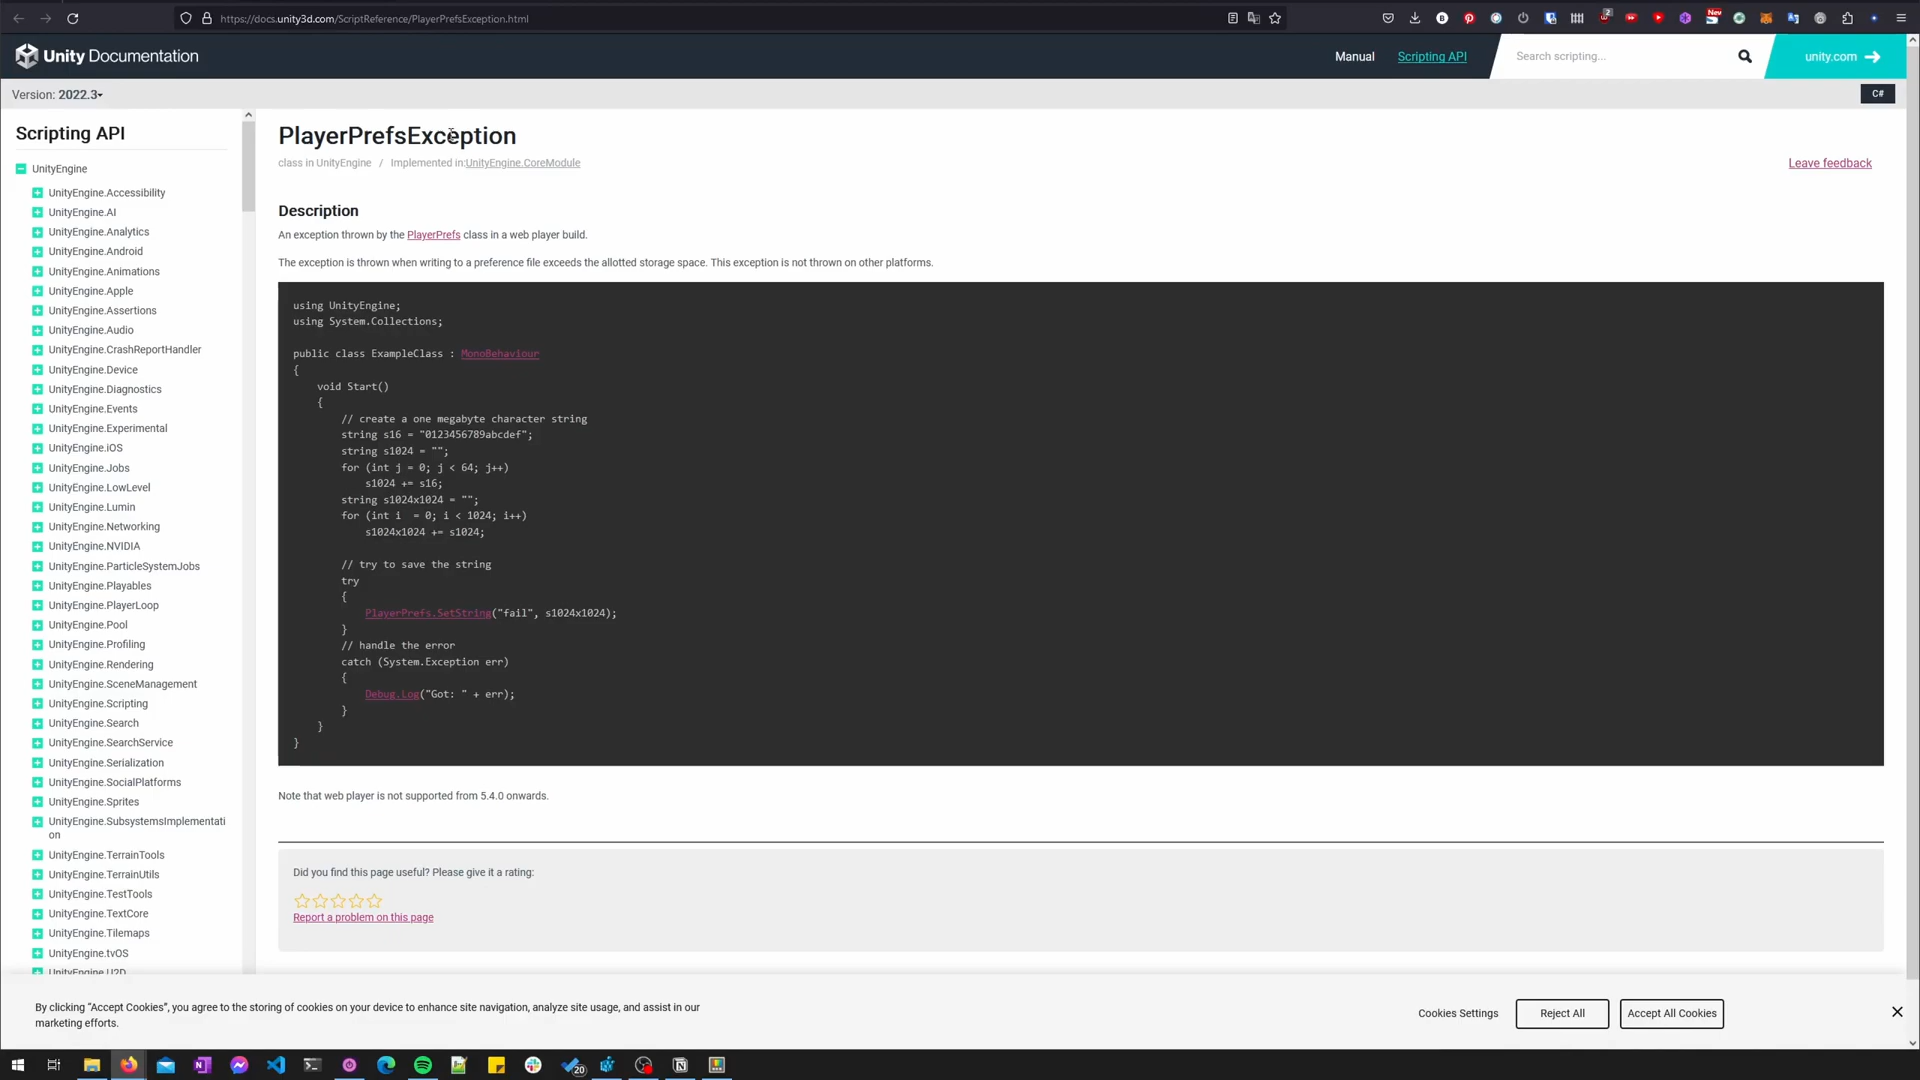 https://docs.unity3d.com/ScriptReference/PlayerPrefsException.html
2
New
Unity Documentation
Manual
Scripting API
Search scripting...
unity.com
Version: 2022.3
C#
Scripting API
UnityEngine
UnityEngine.Accessibility
UnityEngine.AI
UnityEngine.Analytics
UnityEngine.Android
UnityEngine.Animations
UnityEngine.Apple
UnityEngine.Assertions
UnityEngine.Audio
UnityEngine.CrashReportHandler
UnityEngine.Device
UnityEngine.Diagnostics
UnityEngine.Events
UnityEngine.Experimental
UnityEngine.iOS
UnityEngine.Jobs
UnityEngine.LowLevel
UnityEngine.Lumin
UnityEngine.Networking
UnityEngine.NVIDIA
UnityEngine.ParticleSystemJobs
UnityEngine.Playables
UnityEngine.PlayerLoop
UnityEngine.Pool
UnityEngine.Profiling
UnityEngine.Rendering
UnityEngine.SceneManagement
UnityEngine.Scripting
UnityEngine.Search
UnityEngine.SearchService
UnityEngine.Serialization
UnityEngine.SocialPlatforms
UnityEngine.Sprites
UnityEngine.SubsystemsImplementati
on
UnityEngine.TerrainTools
UnityEngine.TerrainUtils
UnityEngine.TestTools
UnityEngine.TextCore
UnityEngine.Tilemaps
UnityEngine.tvOS
UnityEngine.U2D
PlayerPrefsException
class in UnityEngine / Implemented in:UnityEngine.CoreModule
Leave feedback
Description
An exception thrown by the PlayerPrefs class in a web player build.
The exception is thrown when writing to a preference file exceeds the allotted storage space. This exception is not thrown on other platforms.
using UnityEngine;
using System.Collections;
public class ExampleClass : MonoBehaviour
{
void Start()
{
// create a one megabyte character string
string s16 = "0123456789abcdef";
string s1024 = "";
for (int j = 0; j < 64; j++)
s1024 += s16;
string s1024x1024 = "";
for (int i  = 0; i < 1024; i++)
s1024x1024 += s1024;
// try to save the string
try
{
PlayerPrefs.SetString("fail", s1024x1024);
}
// handle the error
catch (System.Exception err)
{
Debug.Log("Got: " + err);
}
}
}
Note that web player is not supported from 5.4.0 onwards.
Did you find this page useful? Please give it a rating:
Report a problem on this page
By clicking “Accept Cookies”, you agree to the storing of cookies on your device to enhance site navigation, analyze site usage, and assist in our
marketing efforts.
Cookies Settings
Reject All
Accept All Cookies
20